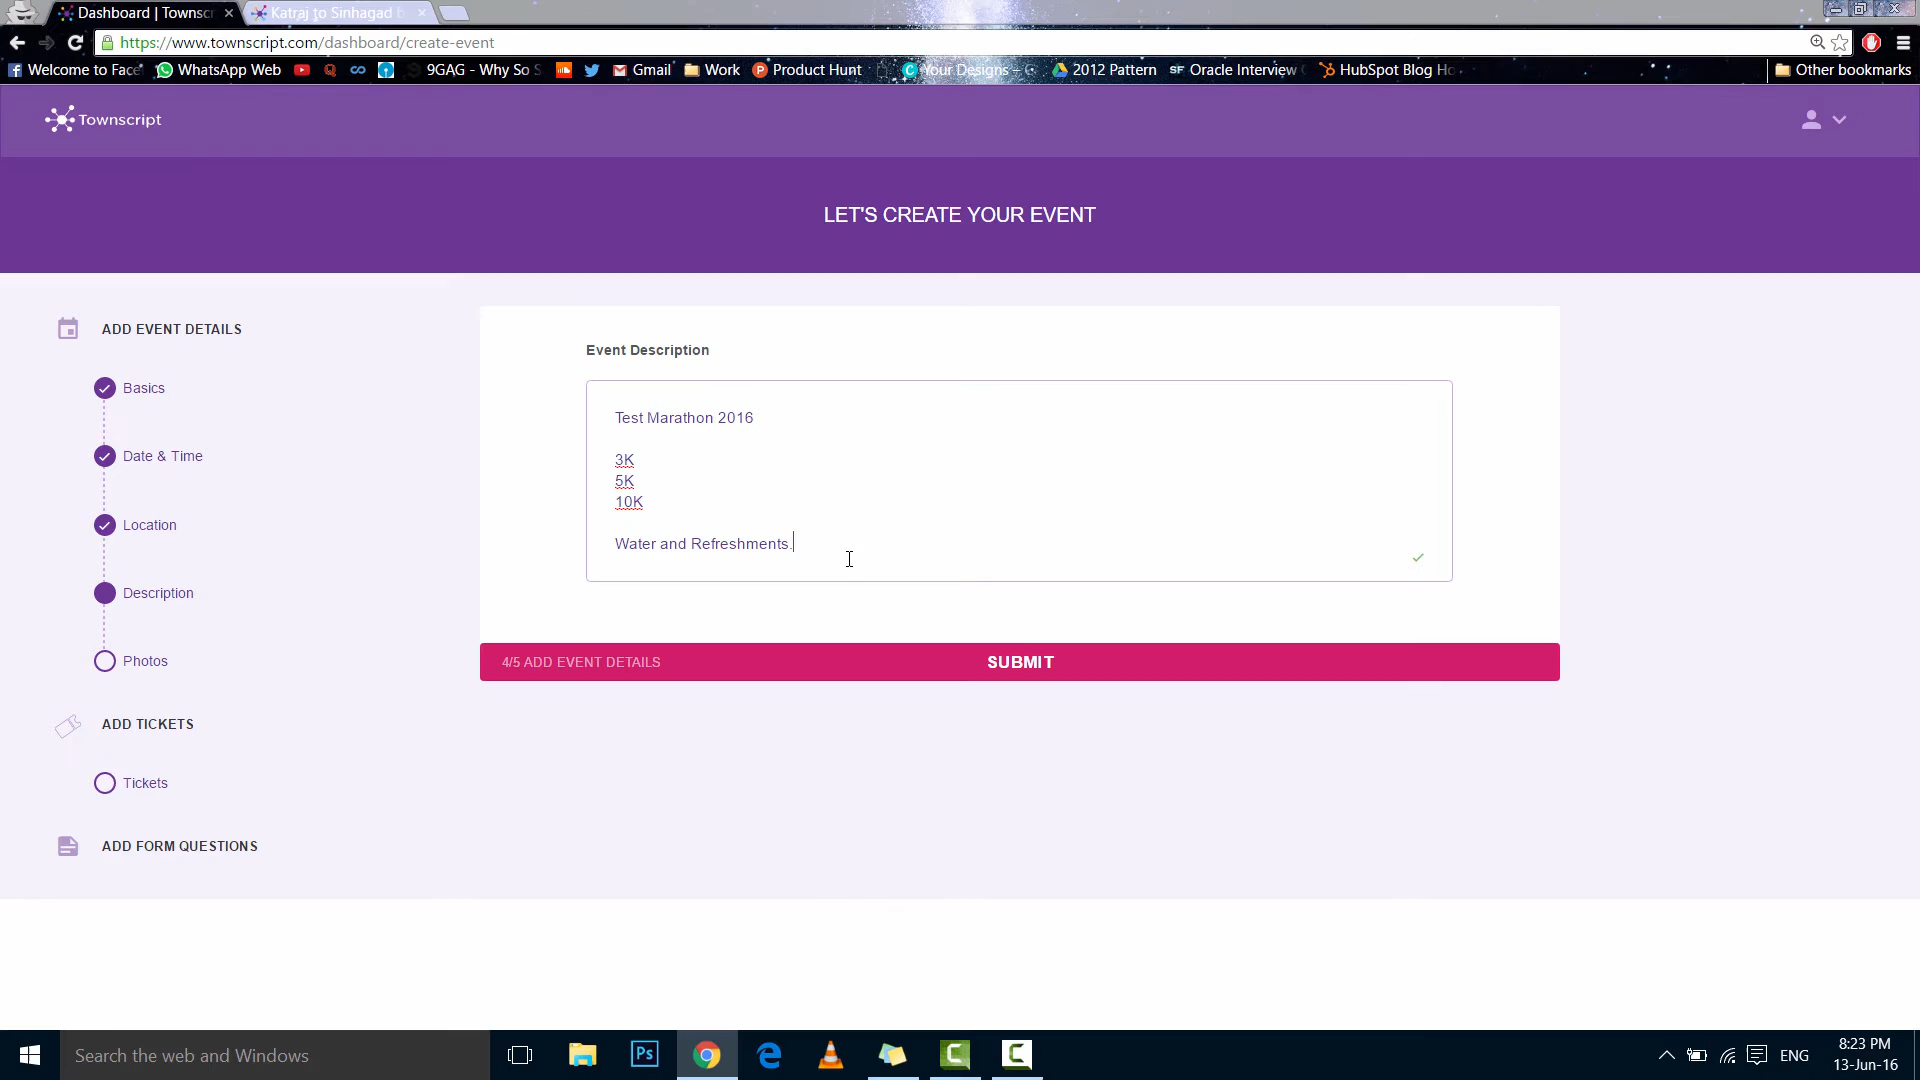 Dashboard | Townscr
Katraj to Sinhagad
https://www.townscript.com/dashboard/create-event
Welcome to Face
WhatsApp Web
9GAG - Why So S
Gmail
Work
Product Hunt
Your Designs –
2012 Pattern
SF Oracle Interview
HubSpot Blog Ho
Other bookmarks
Townscript
LET'S CREATE YOUR EVENT
ADD EVENT DETAILS
Basics
Date & Time
Location
Description
Photos
ADD TICKETS
Tickets
ADD FORM QUESTIONS
Event Description
Test Marathon 2016
3K
5K
10K
Water and Refreshments.
4/5 ADD EVENT DETAILS
SUBMIT
Search the web and Windows
Ps
ENG
8:23 PM
13-Jun-16